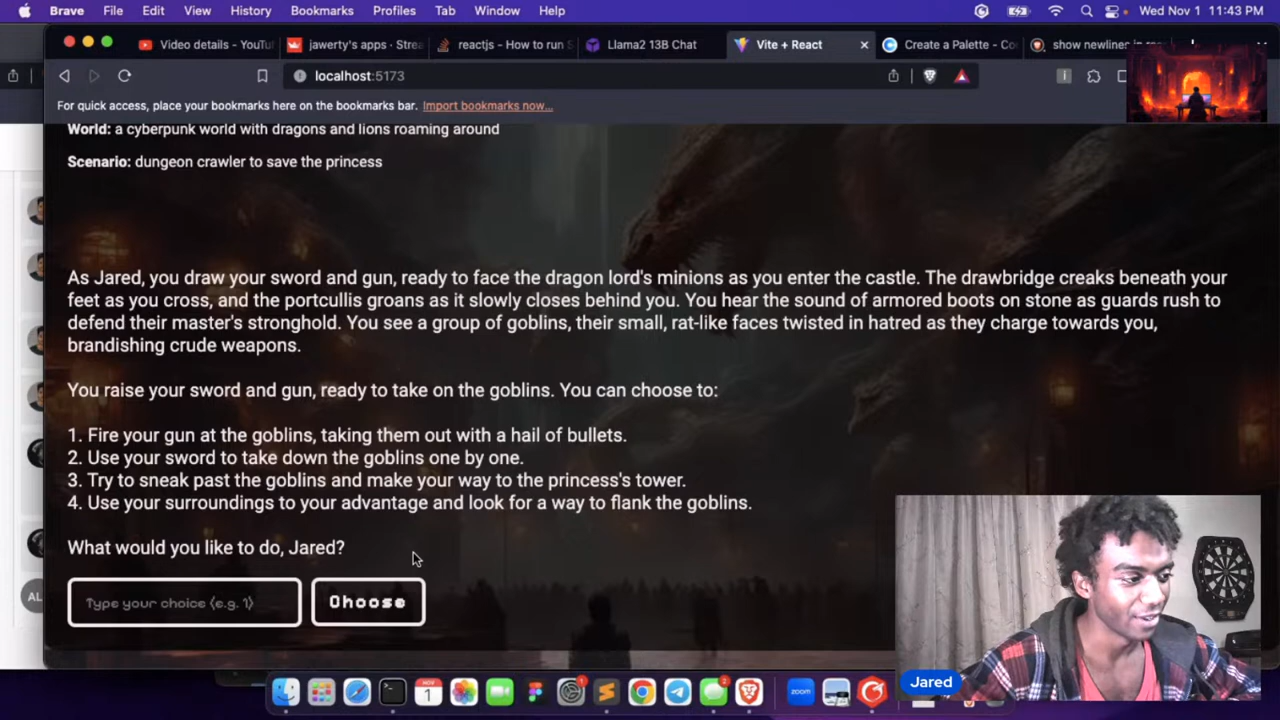 Brave File Edit View History Bookmarks Profiles Tab Window Help Wed Nov 1 11:43 PM
Video details - YouTu jawerty's apps · Strea reactjs - How to run S Llama2 13B Chat Vite + React Create a Palette - Co show newlines in
localhost:5173
For quick access, place your bookmarks here on the bookmarks bar. Import bookmarks now...
World: a cyberpunk world with dragons and lions roaming around
Scenario: dungeon crawler to save the princess
As Jared, you draw your sword and gun, ready to face the dragon lord's minions as you enter the castle. The drawbridge creaks beneath your
feet as you cross, and the portcullis groans as it slowly closes behind you. You hear the sound of armored boots on stone as guards rush to
defend their master's stronghold. You see a group of goblins, their small, rat-like faces twisted in hatred as they charge towards you,
brandishing crude weapons.
You raise your sword and gun, ready to take on the goblins. You can choose to:
1. Fire your gun at the goblins, taking them out with a hail of bullets.
2. Use your sword to take down the goblins one by one.
3. Try to sneak past the goblins and make your way to the princess's tower.
4. Use your surroundings to your advantage and look for a way to flank the goblins.
What would you like to do, Jared?
Type your choice (e.g. 1) Choose
AL
Jared
NOV
1
1
2
zoom